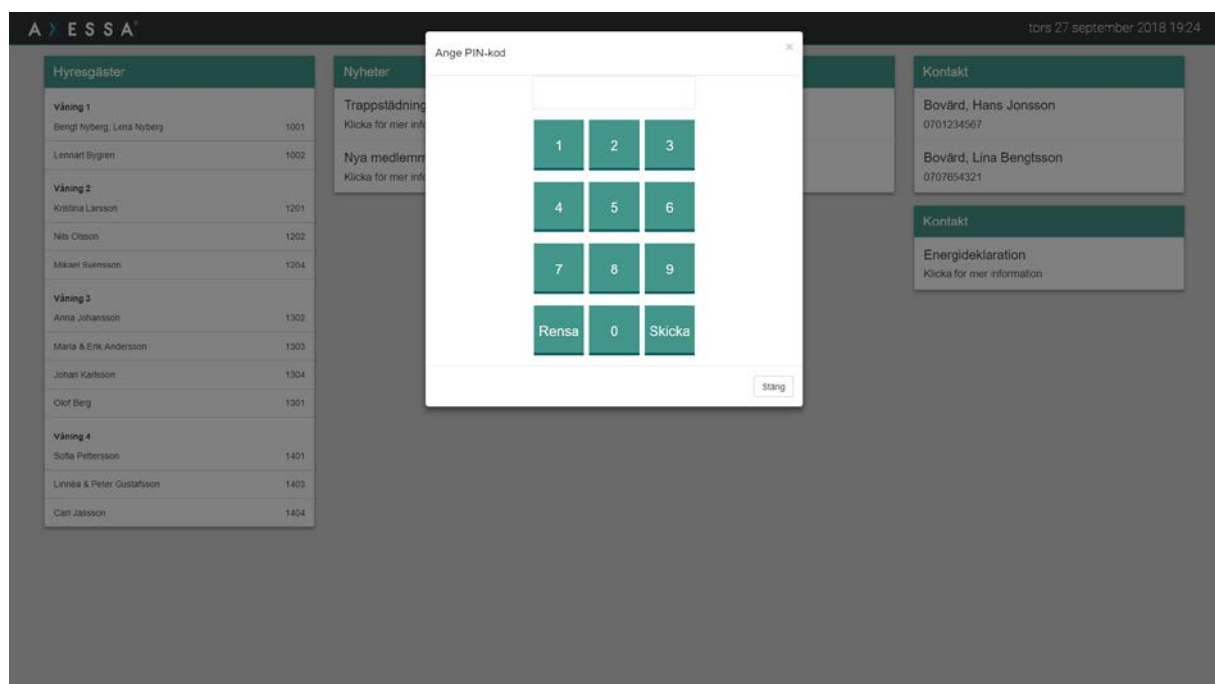 AXESSA
tors 27 september 2018 19:24
Hyresgäster
Våning 1
Bengt Nyberg, Lena Nyberg 1001
Lennart Bygren 1002
Våning 2
Kristina Larsson 1201
Nils Olsson 1202
Mikael Svensson 1204
Våning 3
Anna Johansson 1302
Maria & Erik Andersson 1303
Johan Karlsson 1304
Olof Berg 1301
Våning 4
Sofia Pettersson 1401
Linnéa & Peter Gustafsson 1403
Carl Jansson 1404
Nyheter
Trappstädning
Klicka för mer info
Nya medlemm
Klicka för mer info
Ange PIN-kod ×
1 2 3
4 5 6
7 8 9
Rensa 0 Skicka
Stäng
Kontakt
Bovärd, Hans Jonsson
0701234567
Bovärd, Lina Bengtsson
0707654321
Kontakt
Energideklaration
Klicka för mer information